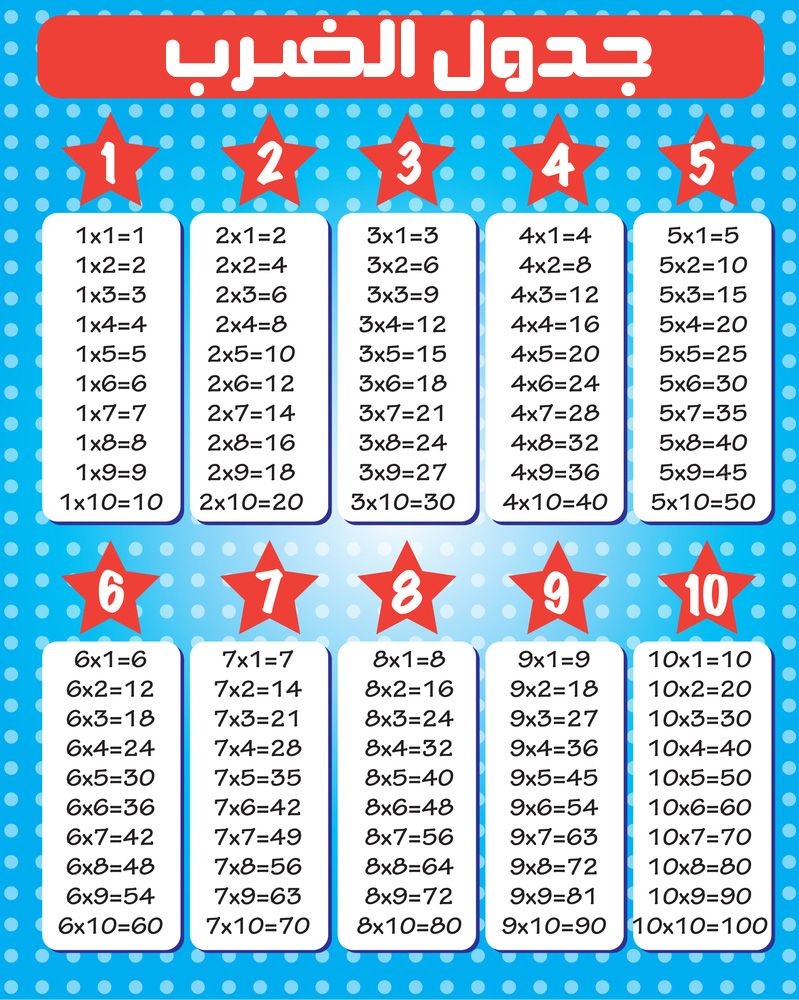 جدول الضرب
1
1x1=1
1x2=2
1x3=3
1x4=4
1x5=5
1x6=6
1x7=7
1x8=8
1x9=9
1x10=10
2
2x1=2
2x2=4
2x3=6
2x4=8
2x5=10
2x6=12
2x7=14
2x8=16
2x9=18
2x10=20
3
3x1=3
3x2=6
3x3=9
3x4=12
3x5=15
3x6=18
3x7=21
3x8=24
3x9=27
3x10=30
4
4x1=4
4x2=8
4x3=12
4x4=16
4x5=20
4x6=24
4x7=28
4x8=32
4x9=36
4x10=40
5
5x1=5
5x2=10
5x3=15
5x4=20
5x5=25
5x6=30
5x7=35
5x8=40
5x9=45
5x10=50
6
6x1=6
6x2=12
6x3=18
6x4=24
6x5=30
6x6=36
6x7=42
6x8=48
6x9=54
6x10=60
7
7x1=7
7x2=14
7x3=21
7x4=28
7x5=35
7x6=42
7x7=49
7x8=56
7x9=63
7x10=70
8
8x1=8
8x2=16
8x3=24
8x4=32
8x5=40
8x6=48
8x7=56
8x8=64
8x9=72
8x10=80
9
9x1=9
9x2=18
9x3=27
9x4=36
9x5=45
9x6=54
9x7=63
9x8=72
9x9=81
9x10=90
10
10x1=10
10x2=20
10x3=30
10x4=40
10x5=50
10x6=60
10x7=70
10x8=80
10x9=90
10x10=100